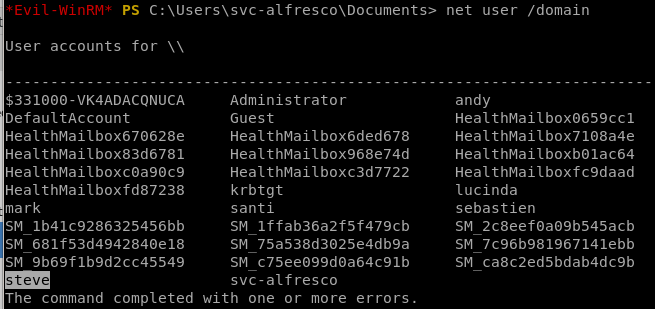 *Evil-WinRM* PS C:\Users\svc-alfresco\Documents> net user /domain
User accounts for \\
-------------------------------------------------------------------------------
$331000-VK4ADACQNUCA     Administrator            andy
DefaultAccount           Guest                    HealthMailbox0659cc1
HealthMailbox670628e     HealthMailbox6ded678     HealthMailbox7108a4e
HealthMailbox83d6781     HealthMailbox968e74d     HealthMailboxb01ac64
HealthMailboxc0a90c9     HealthMailboxc3d7722     HealthMailboxfc9daad
HealthMailboxfd87238     krbtgt                   lucinda
mark                     santi                    sebastien
SM_1b41c9286325456bb     SM_1ffab36a2f5f479cb     SM_2c8eef0a09b545acb
SM_681f53d4942840e18     SM_75a538d3025e4db9a     SM_7c96b981967141ebb
SM_9b69f1b9d2cc45549     SM_c75ee099d0a64c91b     SM_ca8c2ed5bdab4dc9b
steve                    svc-alfresco
The command completed with one or more errors.